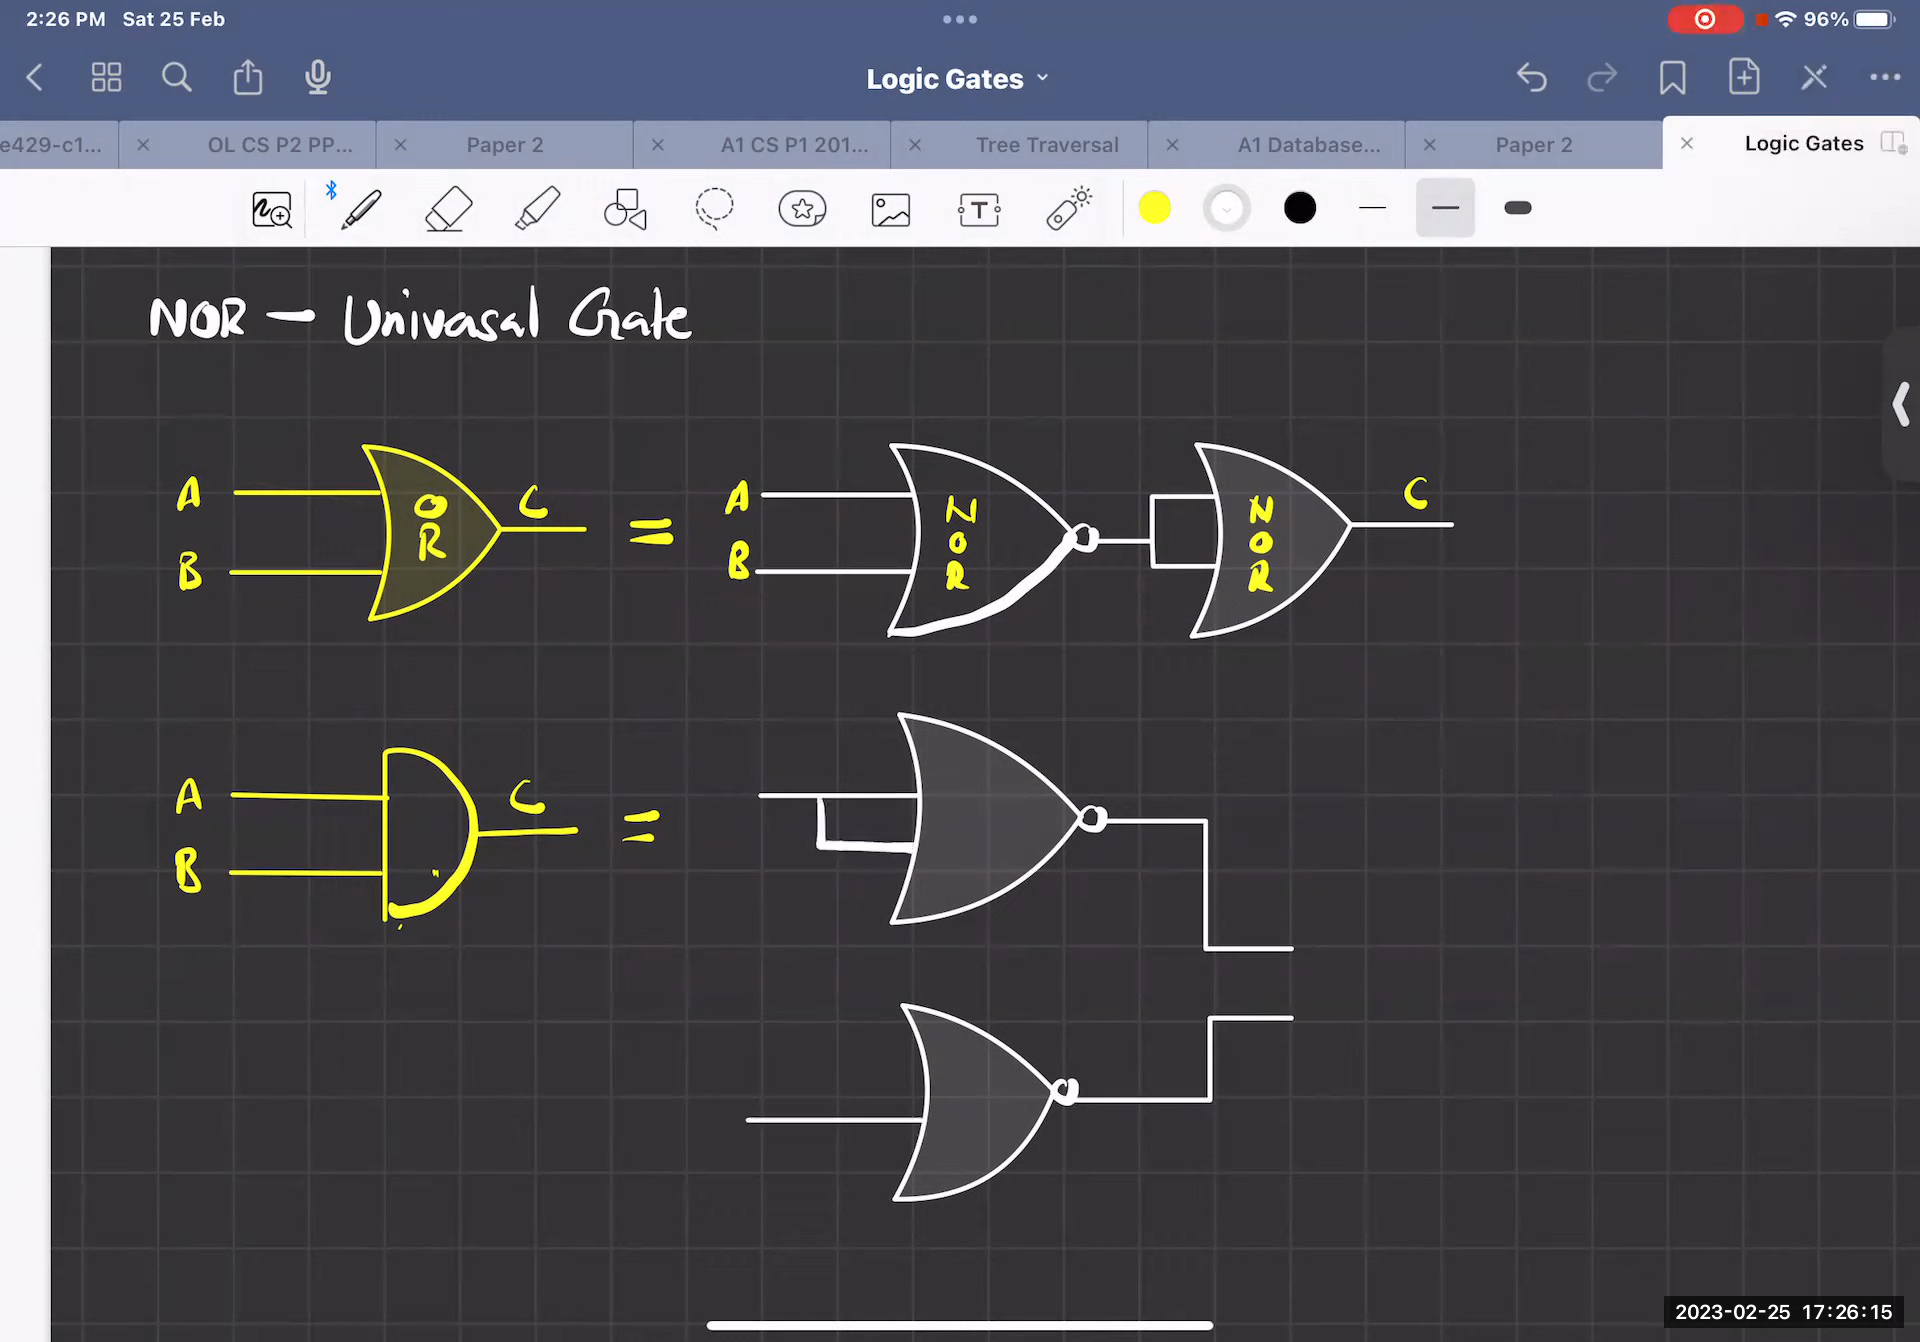 2:26 PM Sat 25 Feb
96%
Logic Gates
e429-c1...
OL CS P2 PP...
Paper 2
A1 CS P1 201...
Tree Traversal
A1 Database...
Paper 2
Logic Gates
T
NOR — Univasal Gate
A
B
OR
C
=
A
B
NOR
NOR
C
A
B
C
=
2023-02-25 17:26:15